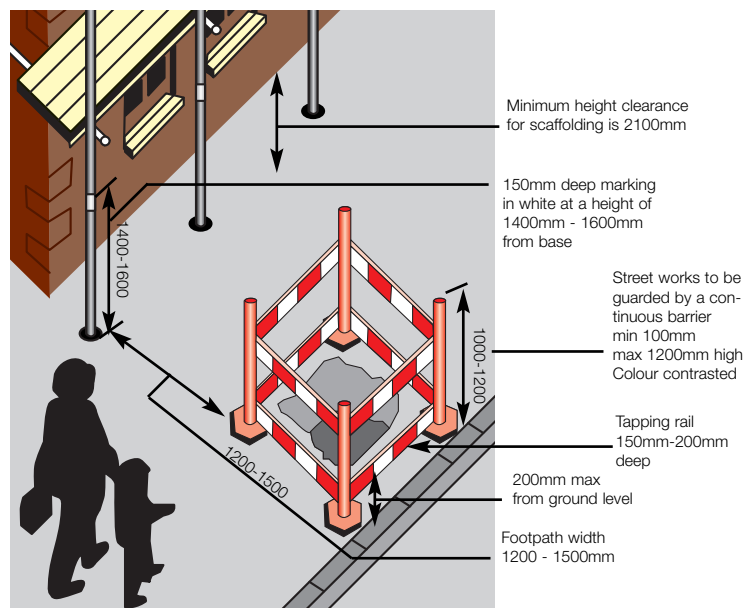 Minimum height clearance
for scaffolding is 2100mm
150mm deep marking
in white at a height of
1400mm - 1600mm
from base
1400-1600
Street works to be
guarded by a con-
tinuous barrier
min 100mm
max 1200mm high
Colour contrasted
1000-1200
Tapping rail
150mm-200mm
deep
1200-1500
200mm max
from ground level
Footpath width
1200 - 1500mm